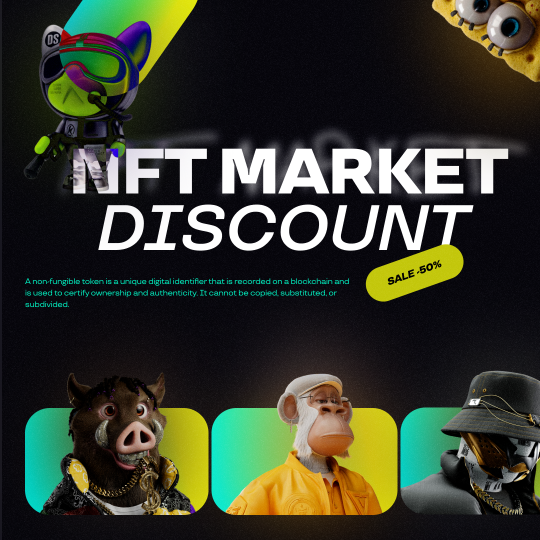 DS
NFT MARKET
DISCOUNT
SALE -50%
A non-fungible token is a unique digital identifier that is recorded on a blockchain and
is used to certify ownership and authenticity. It cannot be copied, substituted, or
subdivided.